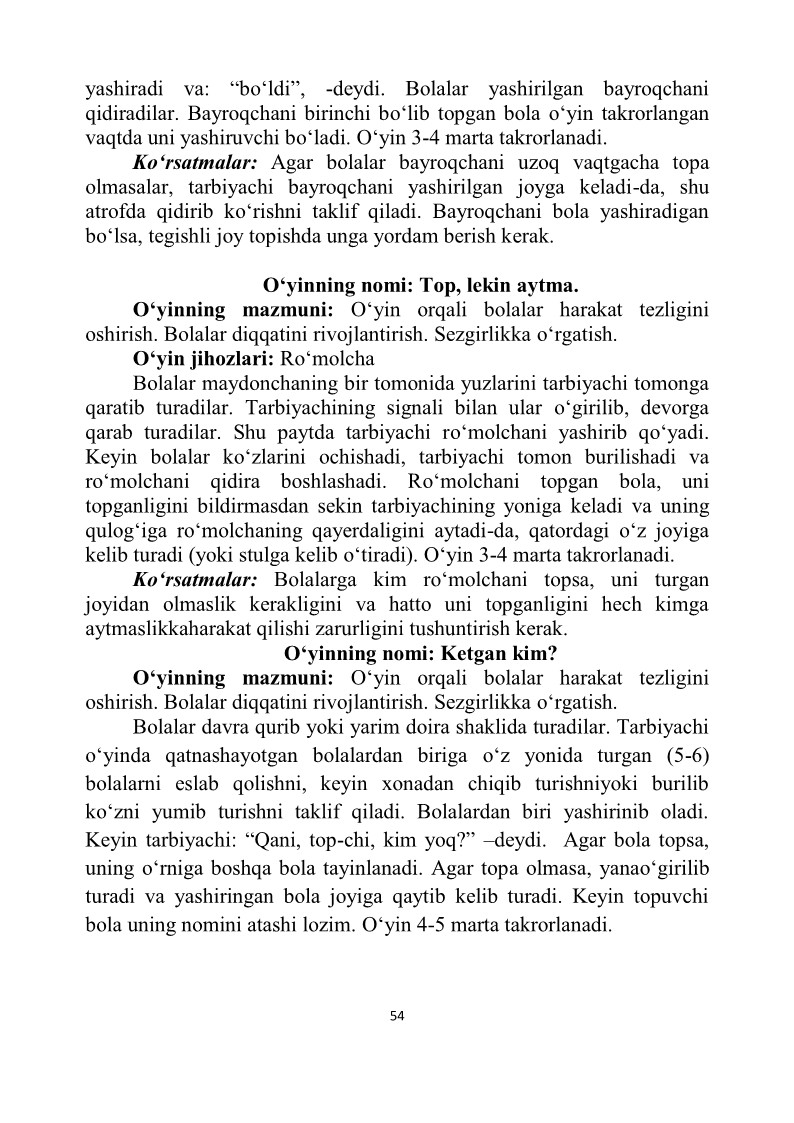 yashiradi va: “bo‘ldi”, -deydi. Bolalar yashirilgan bayroqchani
qidiradilar. Bayroqchani birinchi bo‘lib topgan bola o‘yin takrorlangan
vaqtda uni yashiruvchi bo‘ladi. O‘yin 3-4 marta takrorlanadi.
Ko‘rsatmalar: Agar bolalar bayroqchani uzoq vaqtgacha topa
olmasalar, tarbiyachi bayroqchani yashirilgan joyga keladi-da, shu
atrofda qidirib ko‘rishni taklif qiladi. Bayroqchani bola yashiradigan
bo‘lsa, tegishli joy topishda unga yordam berish kerak.
O‘yinning nomi: Top, lekin aytma.
O‘yinning mazmuni: O‘yin orqali bolalar harakat tezligini
oshirish. Bolalar diqqatini rivojlantirish. Sezgirlikka o‘rgatish.
O‘yin jihozlari: Ro‘molcha
Bolalar maydonchaning bir tomonida yuzlarini tarbiyachi tomonga
qaratib turadilar. Tarbiyachining signali bilan ular o‘girilib, devorga
qarab turadilar. Shu paytda tarbiyachi ro‘molchani yashirib qo‘yadi.
Keyin bolalar ko‘zlarini ochishadi, tarbiyachi tomon burilishadi va
ro‘molchani qidira boshlashadi. Ro‘molchani topgan bola, uni
topganligini bildirmasdan sekin tarbiyachining yoniga keladi va uning
qulog‘iga ro‘molchaning qayerdaligini aytadi-da, qatordagi o‘z joyiga
kelib turadi (yoki stulga kelib o‘tiradi). O‘yin 3-4 marta takrorlanadi.
Ko‘rsatmalar: Bolalarga kim ro‘molchani topsa, uni turgan
joyidan olmaslik kerakligini va hatto uni topganligini hech kimga
aytmaslikkaharakat qilishi zarurligini tushuntirish kerak.
O‘yinning nomi: Ketgan kim?
O‘yinning mazmuni: O‘yin orqali bolalar harakat tezligini
oshirish. Bolalar diqqatini rivojlantirish. Sezgirlikka o‘rgatish.
Bolalar davra qurib yoki yarim doira shaklida turadilar. Tarbiyachi
o‘yinda qatnashayotgan bolalardan biriga o‘z yonida turgan (5-6)
bolalarni eslab qolishni, keyin xonadan chiqib turishniyoki burilib
ko‘zni yumib turishni taklif qiladi. Bolalardan biri yashirinib oladi.
Keyin tarbiyachi: “Qani, top-chi, kim yoq?” –deydi. Agar bola topsa,
uning o‘rniga boshqa bola tayinlanadi. Agar topa olmasa, yanao‘girilib
turadi va yashiringan bola joyiga qaytib kelib turadi. Keyin topuvchi
bola uning nomini atashi lozim. O‘yin 4-5 marta takrorlanadi.
54